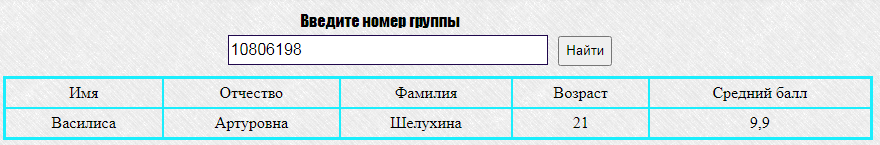 Введите номер группы
10806198 Найти
Имя Отчество Фамилия Возраст Средний балл
Василиса Артуровна Шелухина 21 9,9